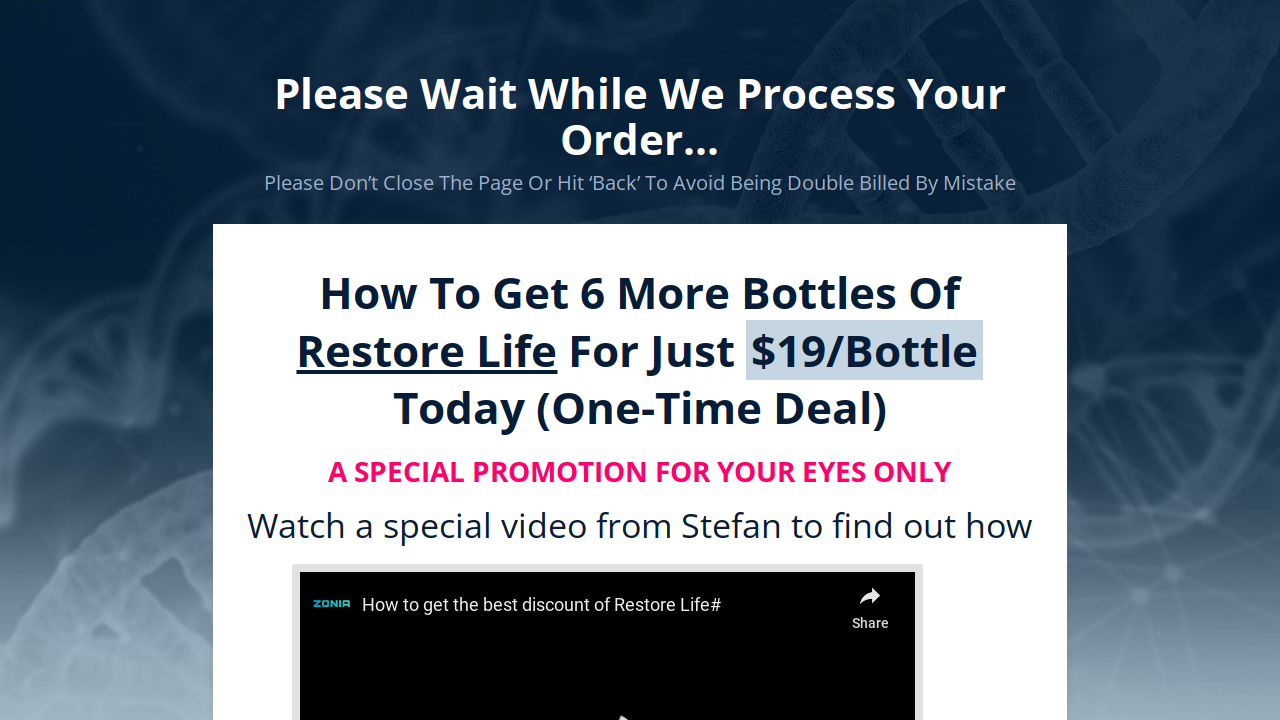 Please Wait While We Process Your
Order...
Please Don’t Close The Page Or Hit ‘Back’ To Avoid Being Double Billed By Mistake
How To Get 6 More Bottles Of
Restore Life For Just $19/Bottle
Today (One-Time Deal)
A SPECIAL PROMOTION FOR YOUR EYES ONLY
Watch a special video from Stefan to find out how
ZONIA How to get the best discount of Restore Life#
Share